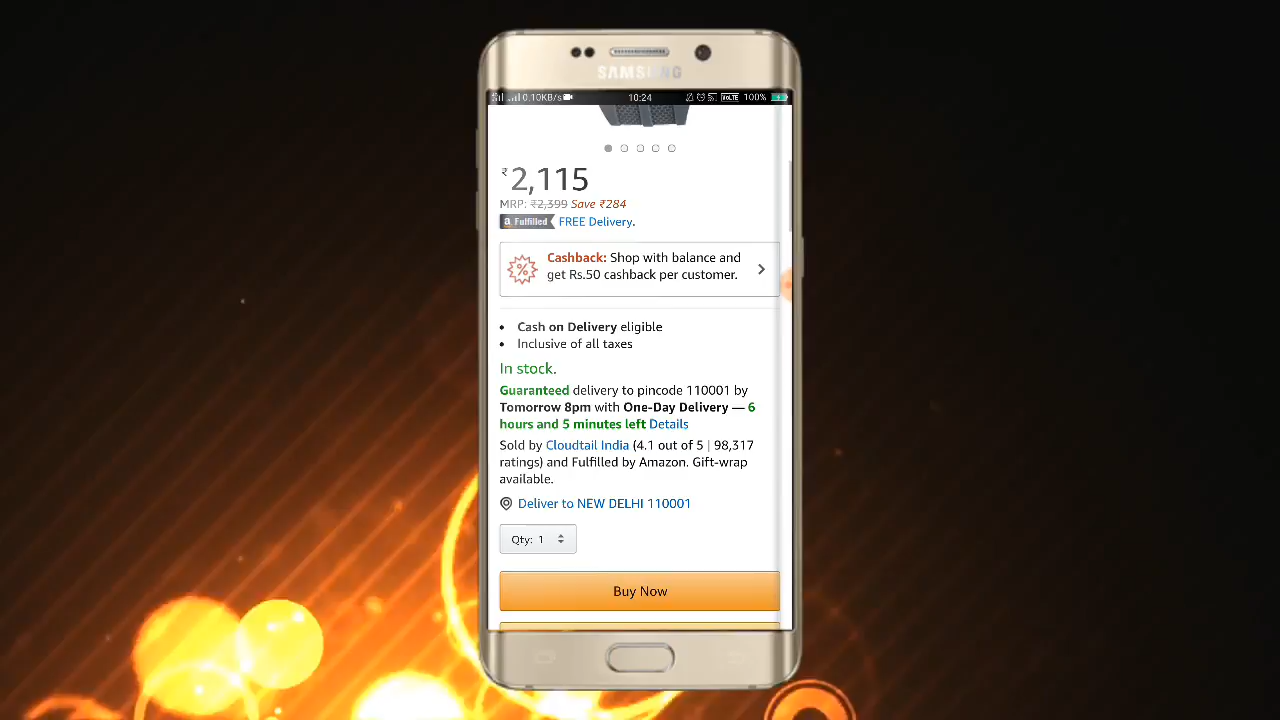 SAMSUNG
0.10KB/s 10:24 VoLTE 100%
₹2,115
MRP: ₹2,399 Save ₹284
a Fulfilled FREE Delivery.
Cashback: Shop with balance and
get Rs.50 cashback per customer.
• Cash on Delivery eligible
• Inclusive of all taxes
In stock.
Guaranteed delivery to pincode 110001 by
Tomorrow 8pm with One-Day Delivery — 6
hours and 5 minutes left Details
Sold by Cloudtail India (4.1 out of 5 | 98,317
ratings) and Fulfilled by Amazon. Gift-wrap
available.
Deliver to NEW DELHI 110001
Qty: 1
Buy Now